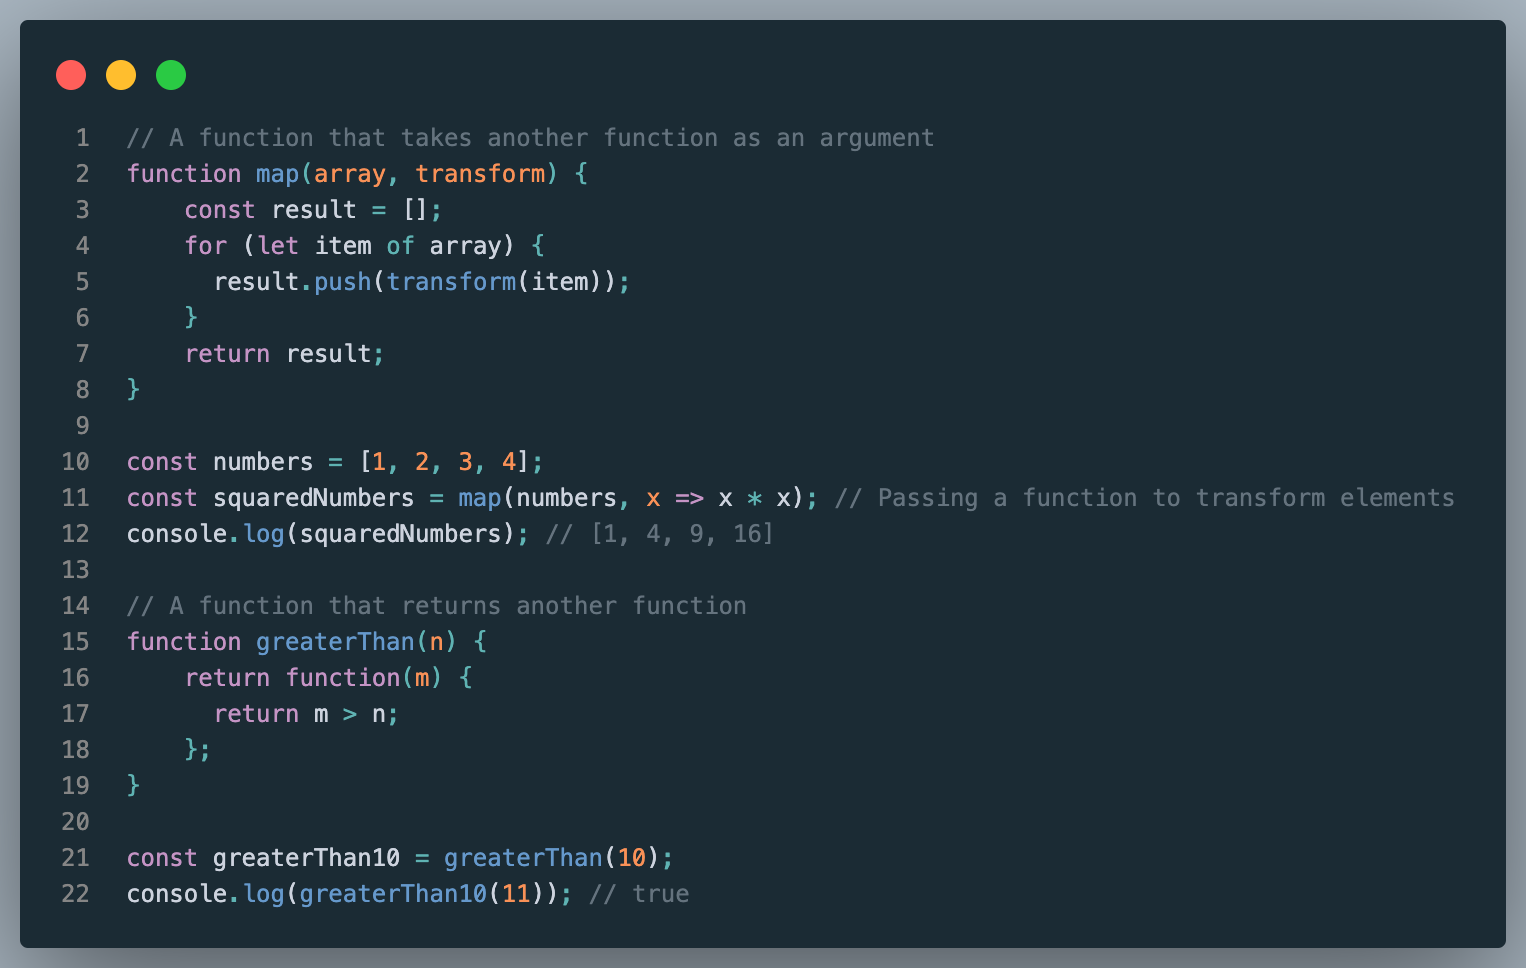 1 // A function that takes another function as an argument
2 function map(array, transform) {
3     const result = [];
4     for (let item of array) {
5       result.push(transform(item));
6     }
7     return result;
8 }
9
10 const numbers = [1, 2, 3, 4];
11 const squaredNumbers = map(numbers, x => x * x); // Passing a function to transform elements
12 console.log(squaredNumbers); // [1, 4, 9, 16]
13
14 // A function that returns another function
15 function greaterThan(n) {
16     return function(m) {
17       return m > n;
18     };
19 }
20
21 const greaterThan10 = greaterThan(10);
22 console.log(greaterThan10(11)); // true